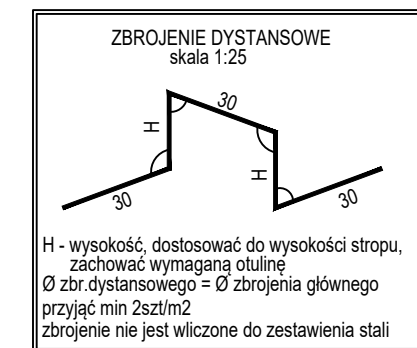 ZBROJENIE DYSTANSOWE
skala 1:25
30
H
H
30
30
H - wysokość, dostosować do wysokości stropu,
zachować wymaganą otulinę
Ø zbr.dystansowego = Ø zbrojenia głównego
przyjąć min 2szt/m2
zbrojenie nie jest wliczone do zestawienia stali